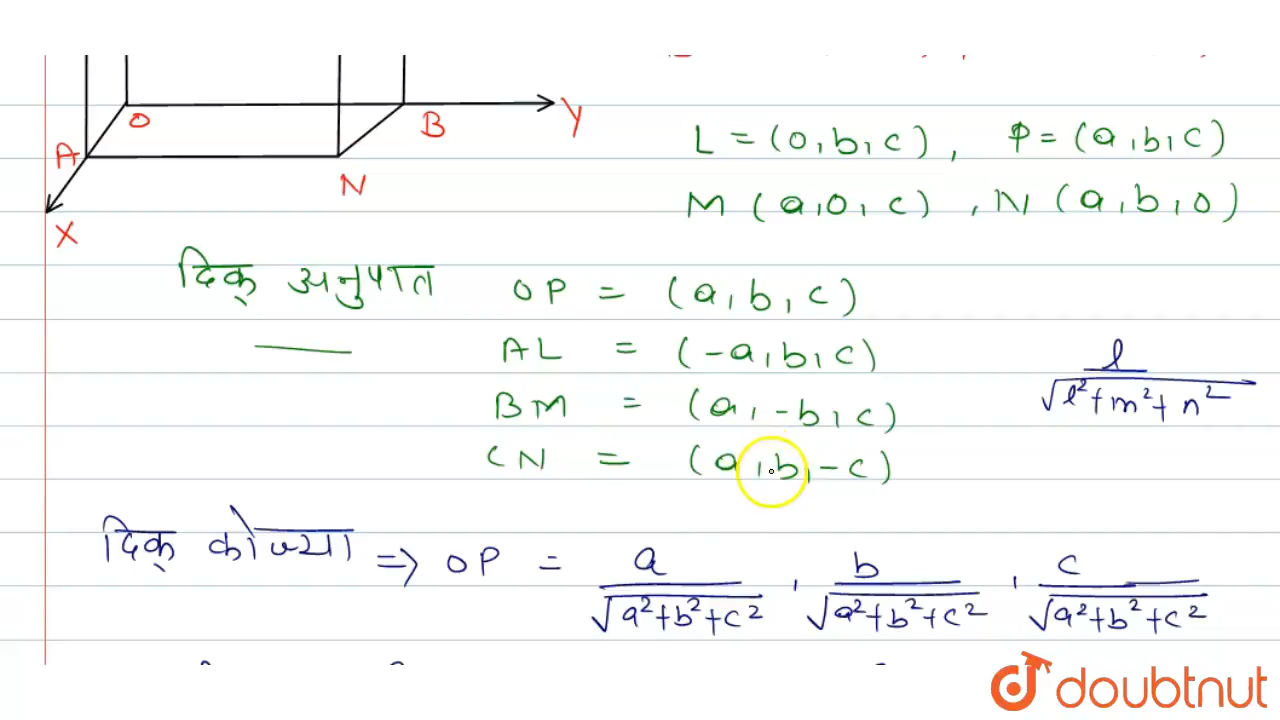 O
B
Y
A
N
X
L = (0, b, c), P = (a, b, c)
M (a, 0, c), N (a, b, 0)
दिक् अनुपात OP = (a, b, c)
AL = (-a, b, c)
BM = (a, -b, c)
CN = (a, b, -c)
l / √l²+m²+n²
दिक् कोज्या => OP = a / √a²+b²+c² , b / √a²+b²+c² , c / √a²+b²+c²
doubtnut